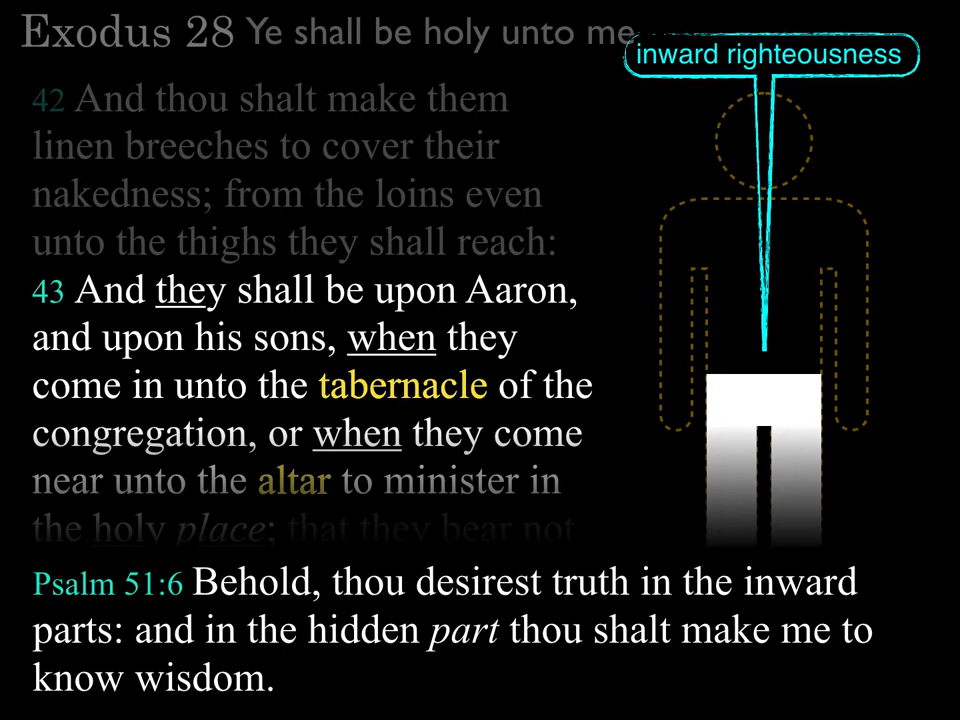 Exodus 28 Ye shall be holy unto me
inward righteousness
42 And thou shalt make them
linen breeches to cover their
nakedness; from the loins even
unto the thighs they shall reach:
43 And they shall be upon Aaron,
and upon his sons, when they
come in unto the tabernacle of the
congregation, or when they come
near unto the altar to minister in
the holy place; that they bear not
Psalm 51:6 Behold, thou desirest truth in the inward
parts: and in the hidden part thou shalt make me to
know wisdom.